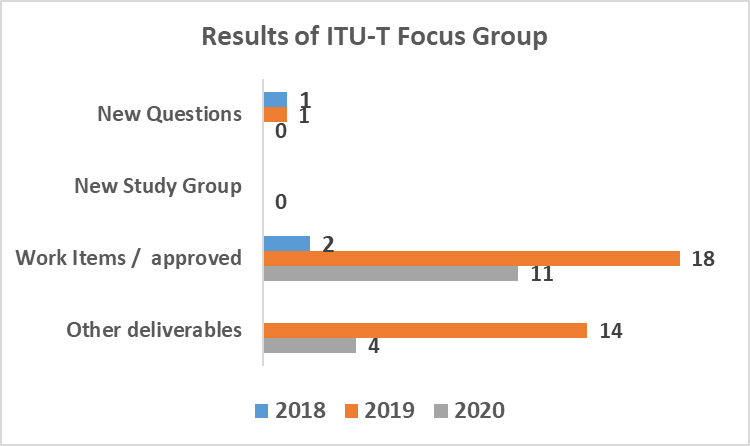 Results of ITU-T Focus Group
New Questions
1
1
0
New Study Group
0
Work Items /  approved
2
18
11
Other deliverables
14
4
2018 2019 2020